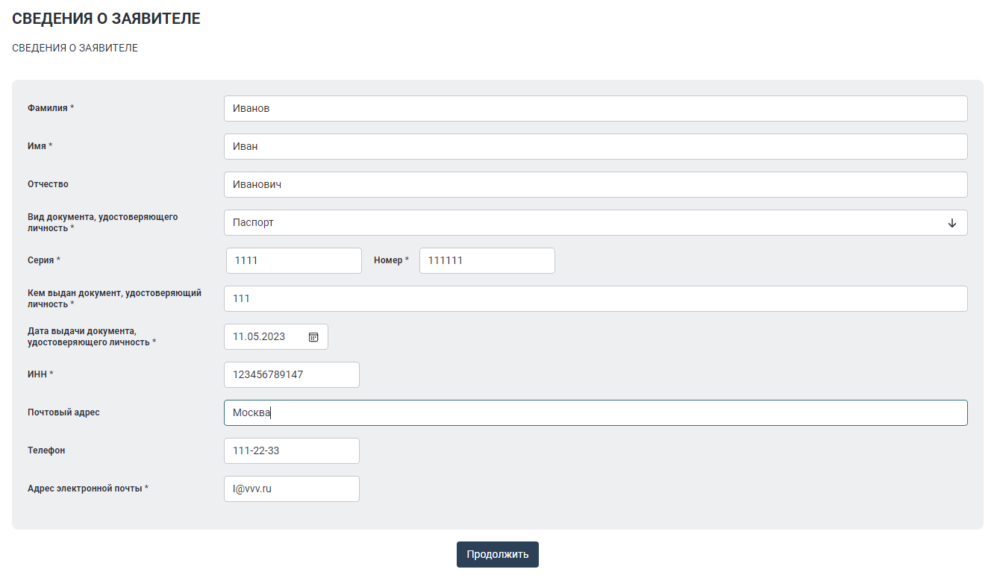 СВЕДЕНИЯ О ЗАЯВИТЕЛЕ
СВЕДЕНИЯ О ЗАЯВИТЕЛЕ
Фамилия * Иванов
Имя * Иван
Отчество Иванович
Вид документа, удостоверяющего
личность * Паспорт
Серия * 1111 Номер * 111111
Кем выдан документ, удостоверяющий
личность * 111
Дата выдачи документа,
удостоверяющего личность * 11.05.2023
ИНН * 123456789147
Почтовый адрес Москва
Телефон 111-22-33
Адрес электронной почты * I@vvv.ru
Продолжить